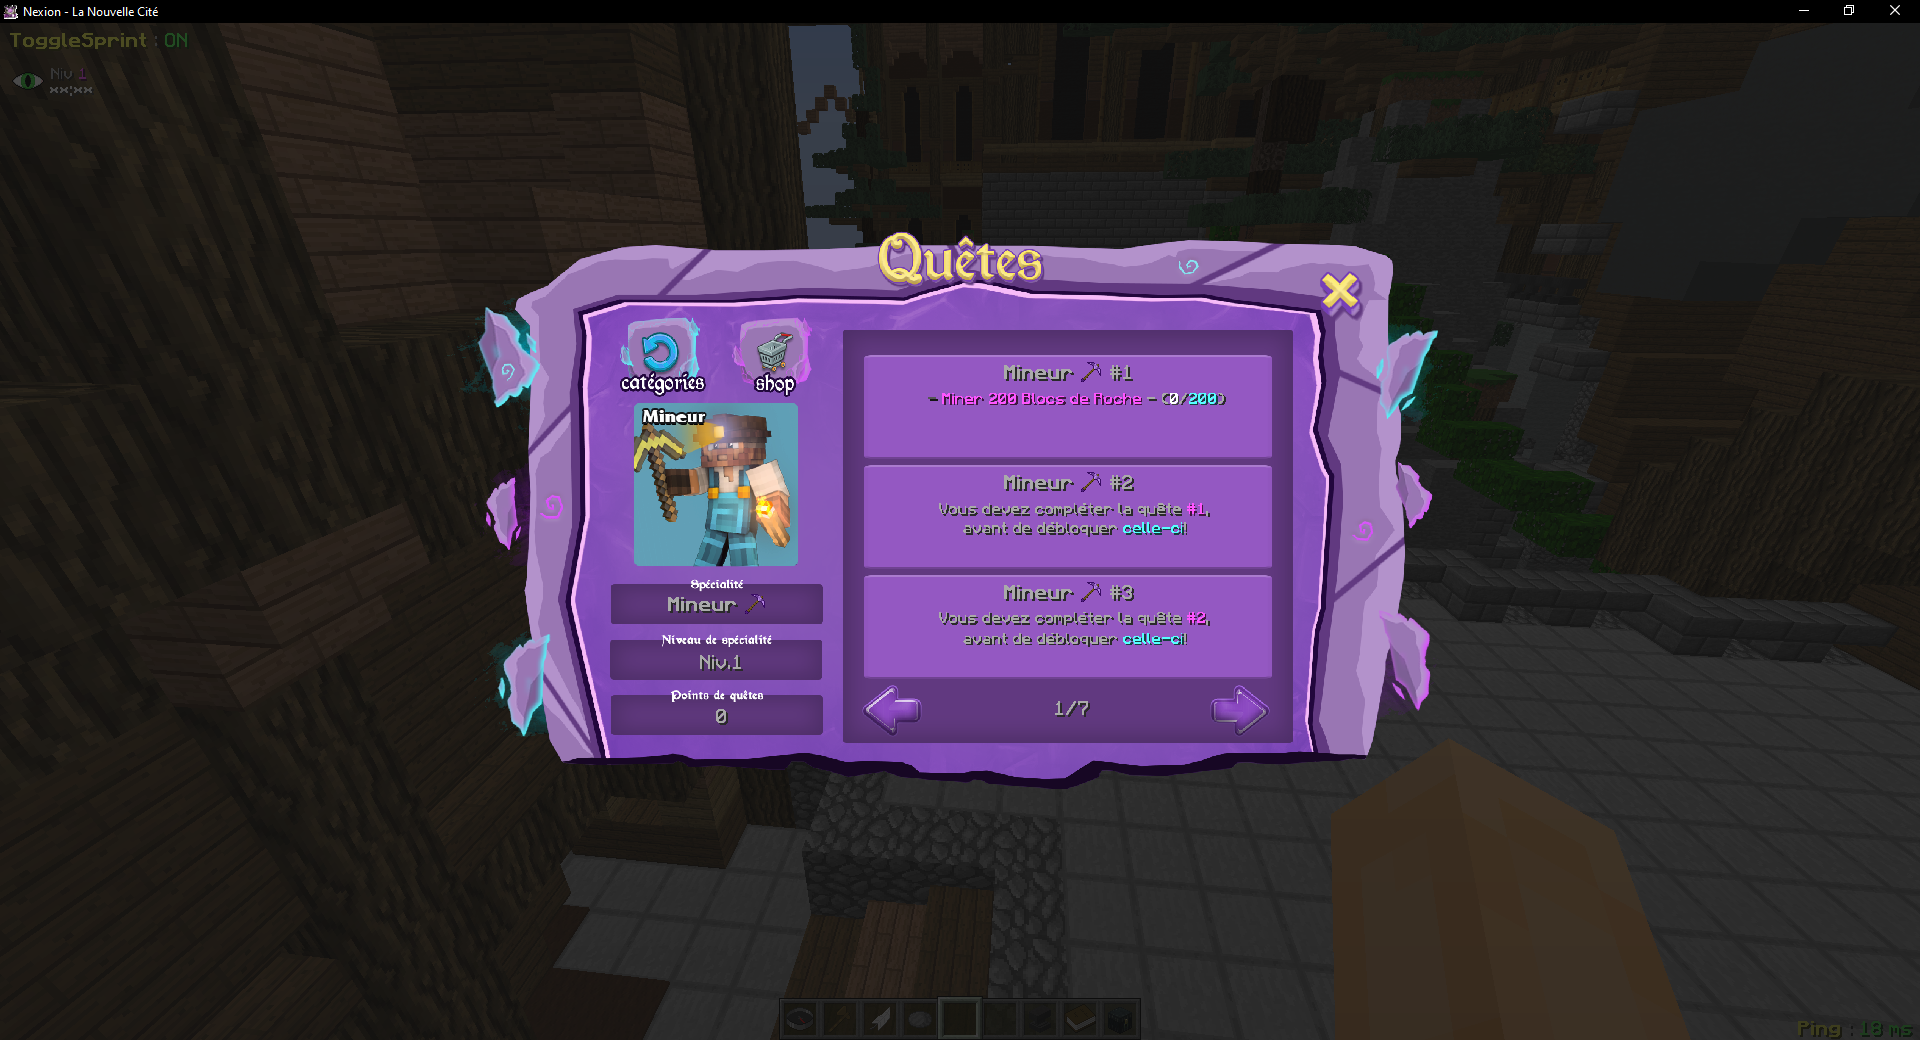 Nexion - La Nouvelle Cité
ToggleSprint : ON
Niv 1
××:××
Quêtes
catégories
shop
Mineur
Spécialité
Mineur
Niveau de spécialité
Niv.1
Points de quêtes
0
Mineur #1
- Miner 200 Blocs de Roche - (0/200)
Mineur #2
Vous devez compléter la quête #1,
avant de débloquer celle-ci!
Mineur #3
Vous devez compléter la quête #2,
avant de débloquer celle-ci!
1/7
Ping : 18 ms